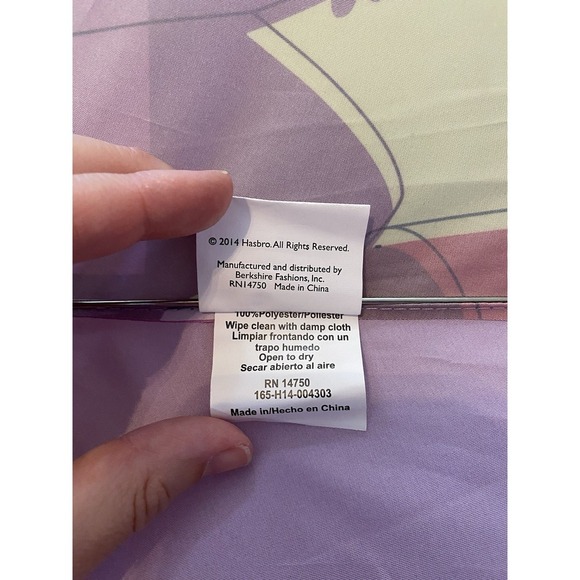 © 2014 Hasbro. All Rights Reserved.
Manufactured and distributed by
Berkshire Fashions, Inc.
RN14750 Made in China
100%Polyester/Poliester
Wipe clean with damp cloth
Limpiar frontando con un
trapo humedo
Open to dry
Secar abierto al aire
RN 14750
165-H14-004303
Made in/Hecho en China